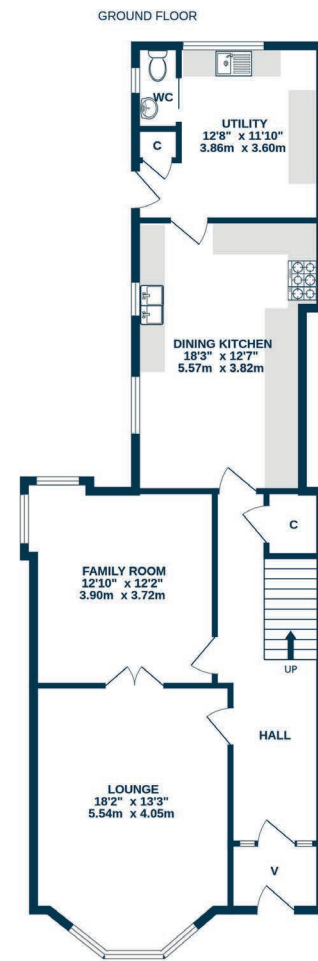 GROUND FLOOR
WC
UTILITY
12'8" x 11'10"
3.86m x 3.60m
C
DINING KITCHEN
18'3" x 12'7"
5.57m x 3.82m
C
FAMILY ROOM
12'10" x 12'2"
3.90m x 3.72m
UP
HALL
LOUNGE
18'2" x 13'3"
5.54m x 4.05m
V